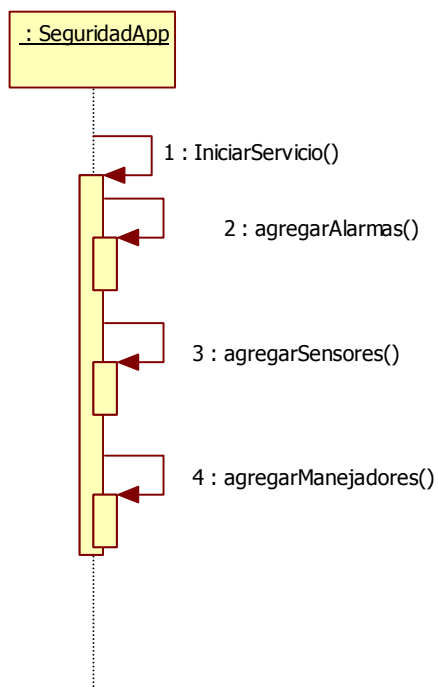 : SeguridadApp
1 : IniciarServicio()
2 : agregarAlarmas()
3 : agregarSensores()
4 : agregarManejadores()